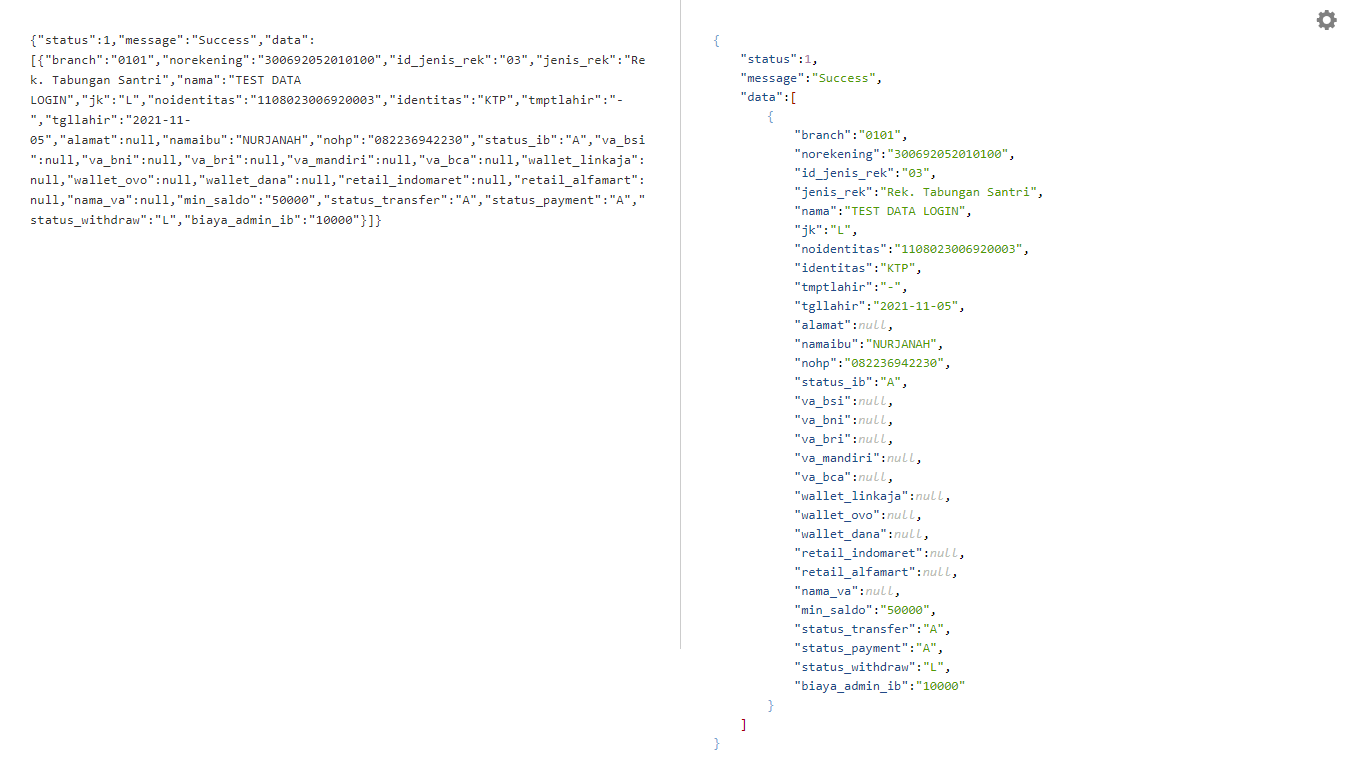 {"status":1,"message":"Success","data":
[{"branch":"0101","norekening":"300692052010100","id_jenis_rek":"03","jenis_rek":"Re
k. Tabungan Santri","nama":"TEST DATA
LOGIN","jk":"L","noidentitas":"1108023006920003","identitas":"KTP","tmptlahir":"-
","tgllahir":"2021-11-
05","alamat":null,"namaibu":"NURJANAH","nohp":"082236942230","status_ib":"A","va_bsi
":null,"va_bni":null,"va_bri":null,"va_mandiri":null,"va_bca":null,"wallet_linkaja":
null,"wallet_ovo":null,"wallet_dana":null,"retail_indomaret":null,"retail_alfamart":
null,"nama_va":null,"min_saldo":"50000","status_transfer":"A","status_payment":"A","
status_withdraw":"L","biaya_admin_ib":"10000"}]}
{
"status":1,
"message":"Success",
"data":[
{
"branch":"0101",
"norekening":"300692052010100",
"id_jenis_rek":"03",
"jenis_rek":"Rek. Tabungan Santri",
"nama":"TEST DATA LOGIN",
"jk":"L",
"noidentitas":"1108023006920003",
"identitas":"KTP",
"tmptlahir":"-",
"tgllahir":"2021-11-05",
"alamat":null,
"namaibu":"NURJANAH",
"nohp":"082236942230",
"status_ib":"A",
"va_bsi":null,
"va_bni":null,
"va_bri":null,
"va_mandiri":null,
"va_bca":null,
"wallet_linkaja":null,
"wallet_ovo":null,
"wallet_dana":null,
"retail_indomaret":null,
"retail_alfamart":null,
"nama_va":null,
"min_saldo":"50000",
"status_transfer":"A",
"status_payment":"A",
"status_withdraw":"L",
"biaya_admin_ib":"10000"
}
]
}